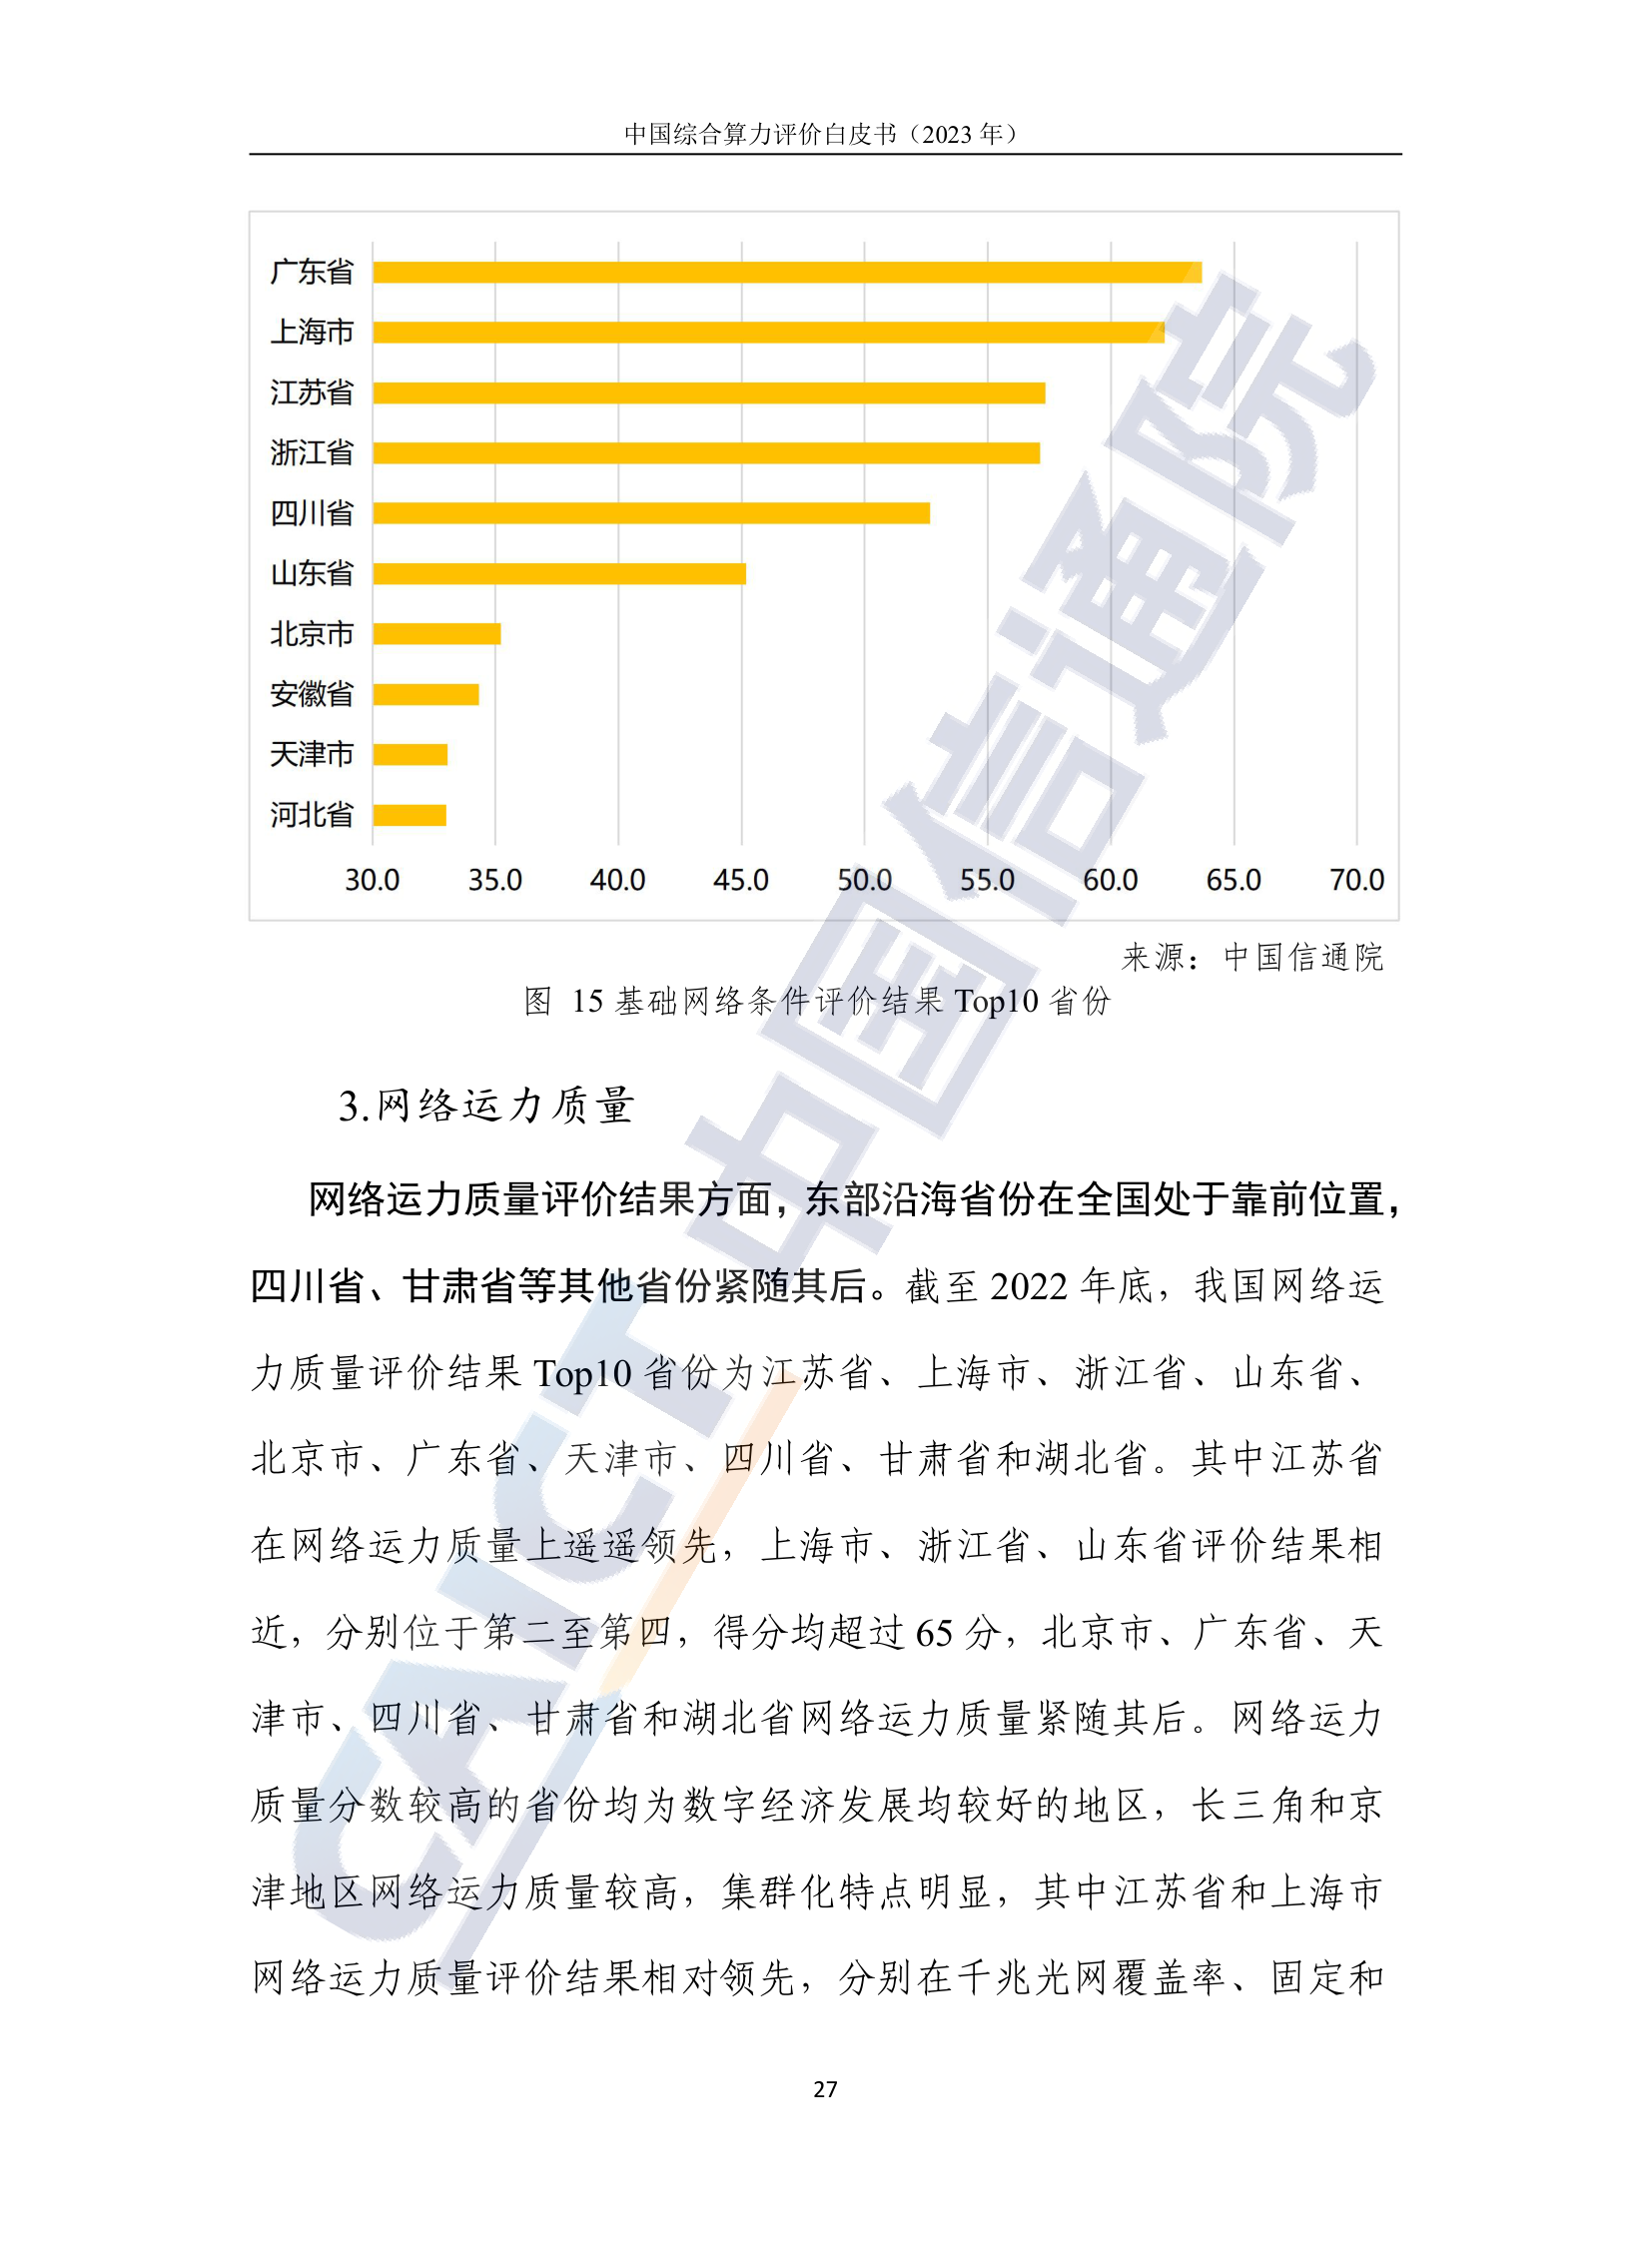 中国综合算力评价白皮书（2023 年）
广东省
上海市
江苏省
浙江省
四川省
山东省
北京市
安徽省
天津市
河北省
30.0 35.0 40.0 45.0 50.0 55.0 60.0 65.0 70.0
来源：中国信通院
图 15 基础网络条件评价结果 Top10 省份
3.网络运力质量
网络运力质量评价结果方面，东部沿海省份在全国处于靠前位置，
四川省、甘肃省等其他省份紧随其后。截至 2022 年底，我国网络运
力质量评价结果 Top10 省份为江苏省、上海市、浙江省、山东省、
北京市、广东省、天津市、四川省、甘肃省和湖北省。其中江苏省
在网络运力质量上遥遥领先，上海市、浙江省、山东省评价结果相
近，分别位于第二至第四，得分均超过 65 分，北京市、广东省、天
津市、四川省、甘肃省和湖北省网络运力质量紧随其后。网络运力
质量分数较高的省份均为数字经济发展均较好的地区，长三角和京
津地区网络运力质量较高，集群化特点明显，其中江苏省和上海市
网络运力质量评价结果相对领先，分别在千兆光网覆盖率、固定和
27
CAICT 中国信通院